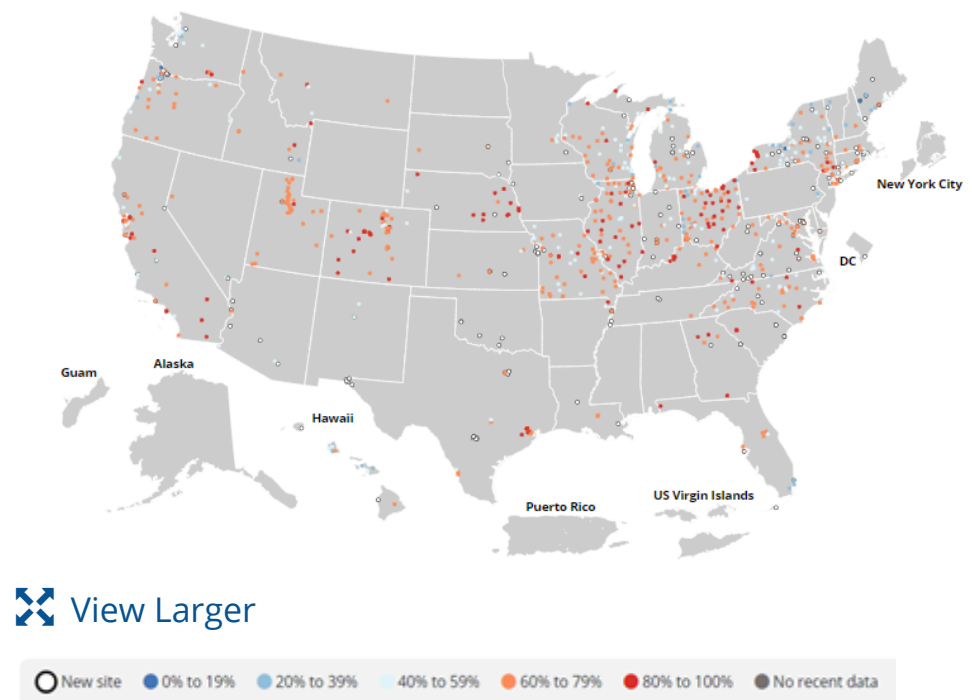 New York City
DC
Guam
Alaska
Hawaii
US Virgin Islands
Puerto Rico
View Larger
New site 0% to 19% 20% to 39% 40% to 59% 60% to 79% 80% to 100% No recent data